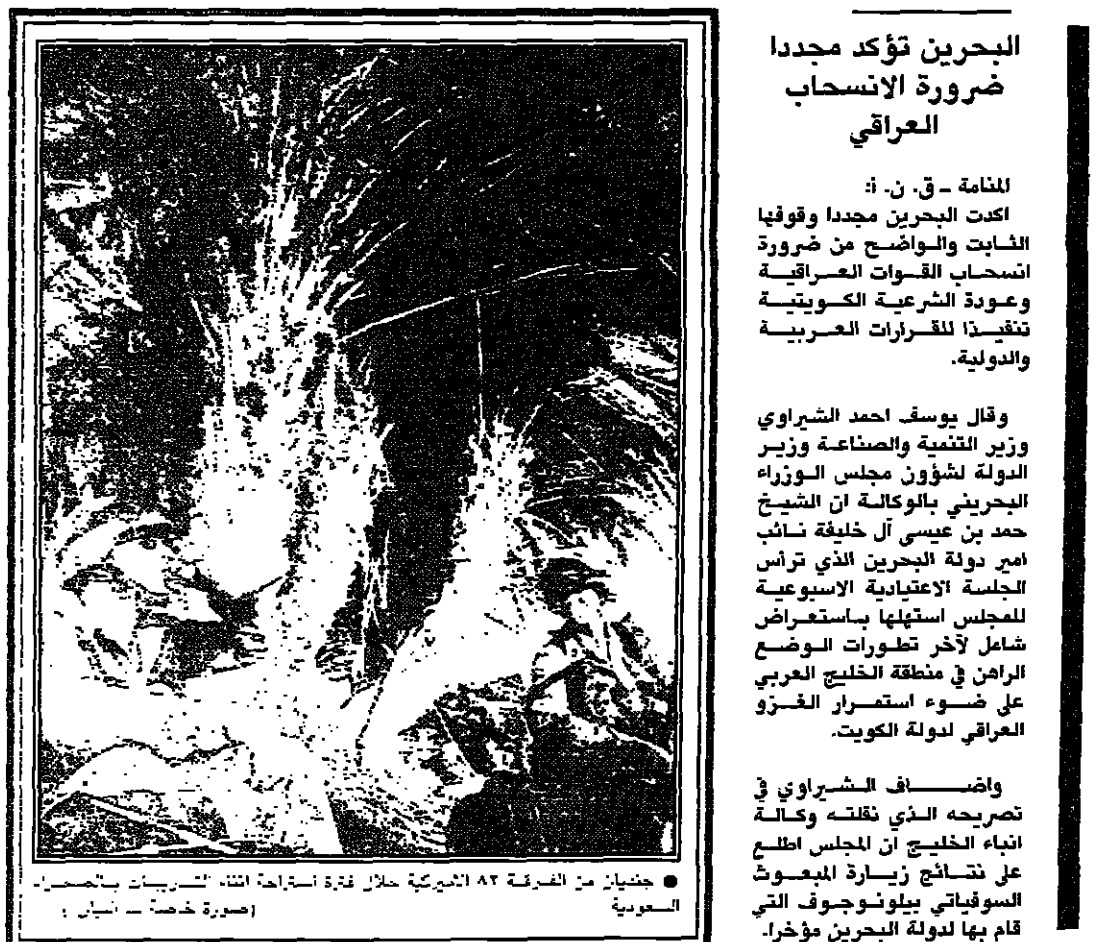 البحرين تؤكد مجددا
ضرورة الانسحاب
العراقي
المنامة - ق. ن. أ:
اكدت البحرين مجددا وقوفها
الثابت والواضح من ضرورة
انسحاب القوات العراقية
وعودة الشرعية الكويتية
تنفيذا للقرارات العربية
والدولية.
وقال يوسف احمد الشيراوي
وزير التنمية والصناعة وزير
الدولة لشؤون مجلس الوزراء
البحريني بالوكالة ان الشيخ
حمد بن عيسى آل خليفة نائب
امير دولة البحرين الذي ترأس
الجلسة الاعتيادية الاسبوعية
للمجلس استهلها باستعراض
شامل لآخر تطورات الوضع
الراهن في منطقة الخليج العربي
على ضوء استمرار الغزو
العراقي لدولة الكويت.
واضاف الشيراوي في
تصريحه الذي نقلته وكالة
انباء الخليج ان المجلس اطلع
على نتائج زيارة المبعوث
السوفياتي بيلونوجوف التي
قام بها لدولة البحرين مؤخرا.
● جنديان من الفرقة ٨٢ الاميركية خلال فترة استراحة اثناء التدريبات بالصحراء
السعودية
(صورة خاصة -